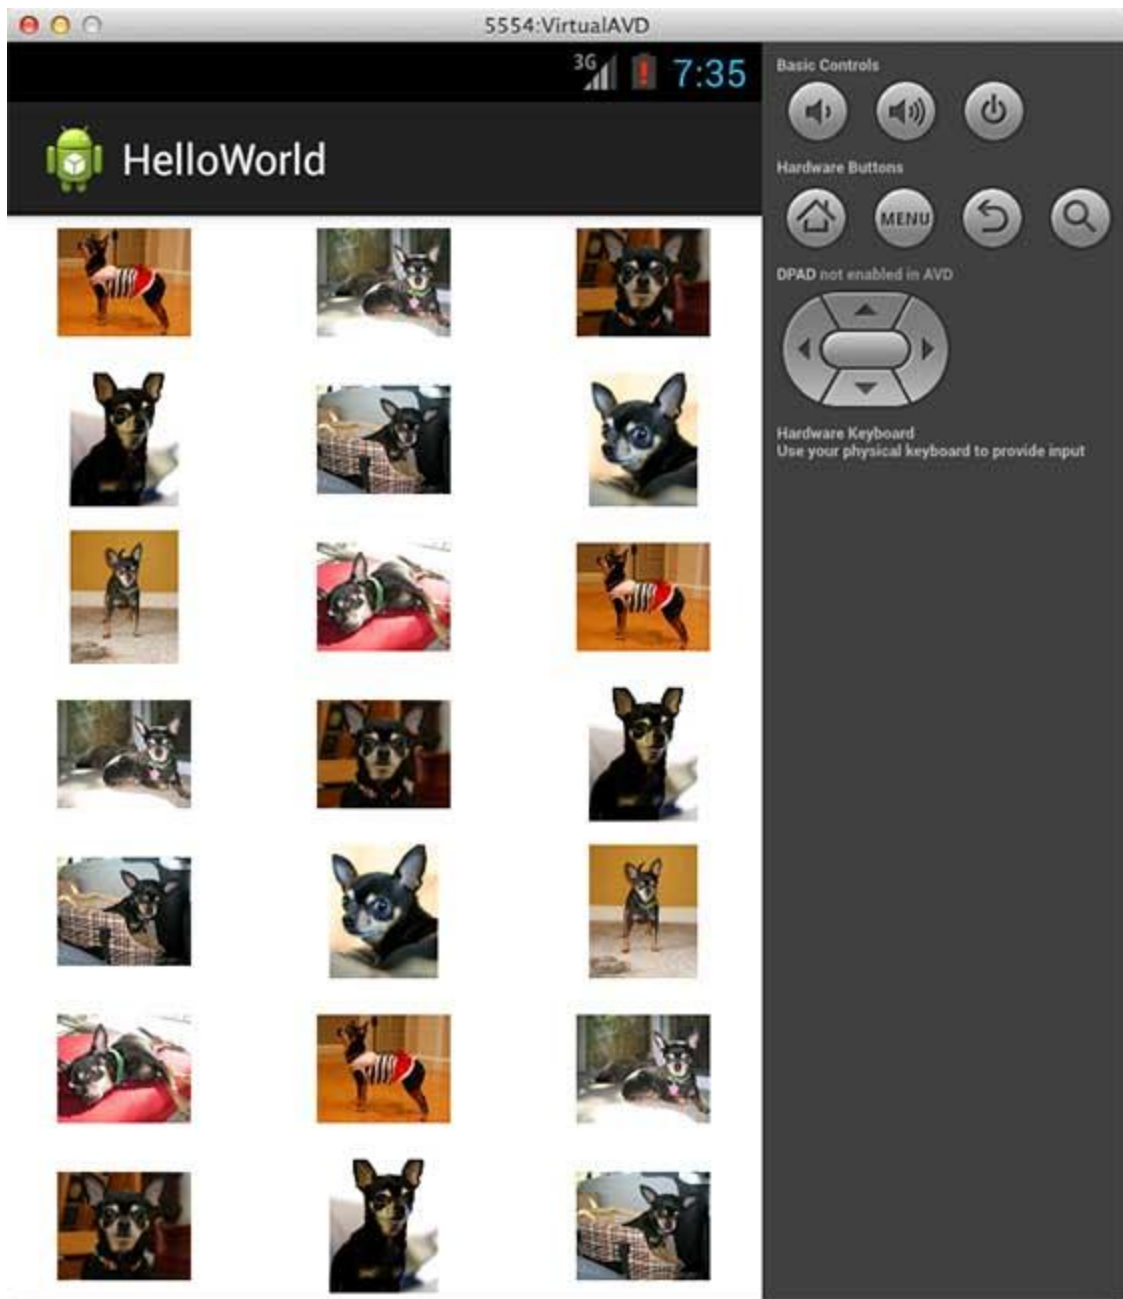 5554:VirtualAVD
3G
7:35
HelloWorld
Basic Controls
Hardware Buttons
MENU
DPAD not enabled in AVD
Hardware Keyboard
Use your physical keyboard to provide input